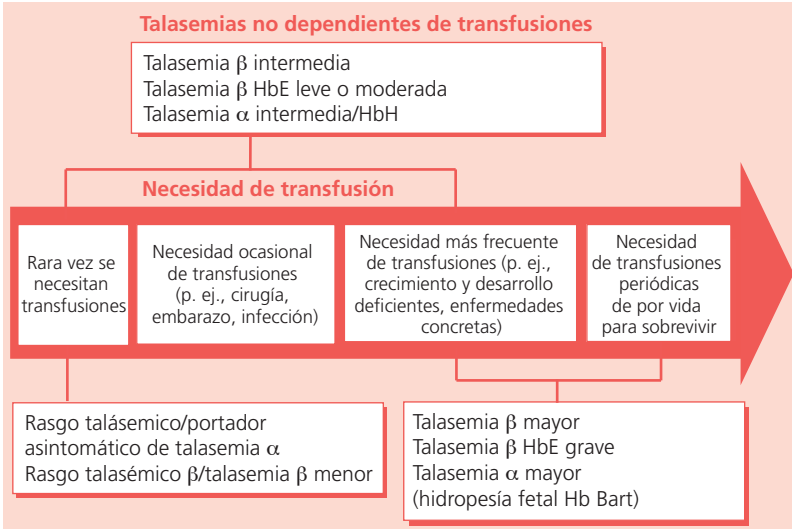 Talasemias no dependientes de transfusiones
Talasemia β intermedia
Talasemia β HbE leve o moderada
Talasemia α intermedia/HbH
Necesidad de transfusión
Rara vez se
necesitan
transfusiones
Necesidad ocasional
de transfusiones
(p. ej., cirugía,
embarazo, infección)
Necesidad más frecuente
de transfusiones (p. ej.,
crecimiento y desarrollo
deficientes, enfermedades
concretas)
Necesidad
de transfusiones
periódicas
de por vida
para sobrevivir
Rasgo talásemico/portador
asintomático de talasemia α
Rasgo talasémico β/talasemia β menor
Talasemia β mayor
Talasemia β HbE grave
Talasemia α mayor
(hidropesía fetal Hb Bart)